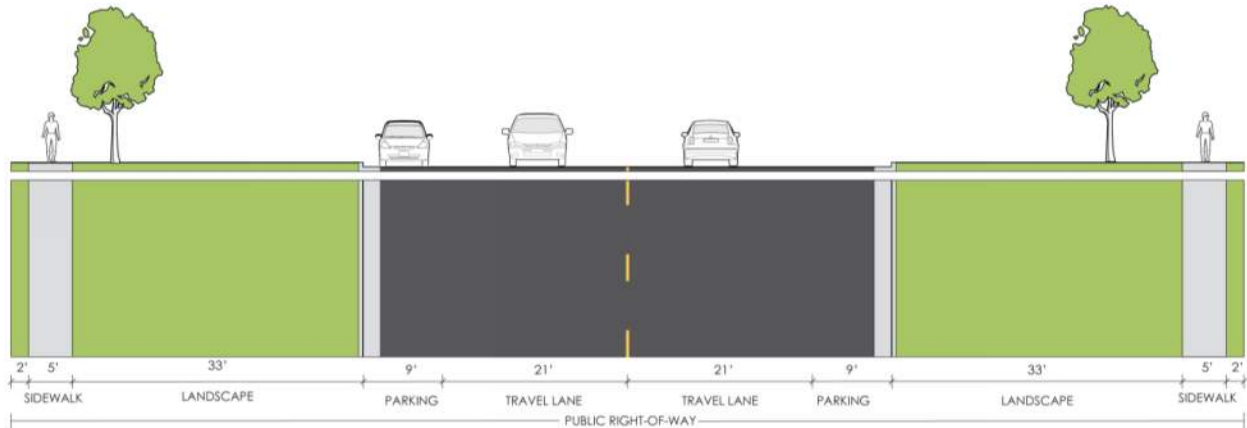 2' 5' 33' 9' 21' 21' 9' 33' 5' 2'
SIDEWALK LANDSCAPE PARKING TRAVEL LANE TRAVEL LANE PARKING LANDSCAPE SIDEWALK
PUBLIC RIGHT-OF-WAY